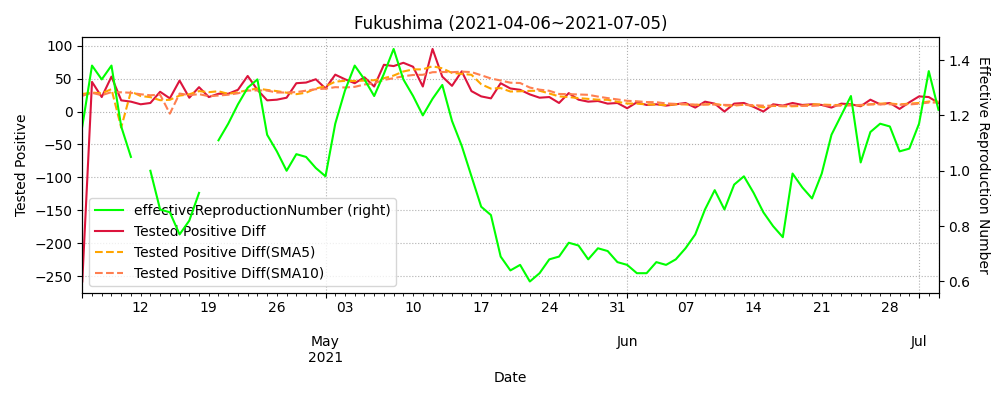 Fukushima (2021-04-06~2021-07-05)
100
50
0
−50
−100
−150
−200
−250
Tested Positive
1.4
1.2
1.0
0.8
0.6
Effective Reproduction Number
effectiveReproductionNumber (right)
Tested Positive Diff
Tested Positive Diff(SMA5)
Tested Positive Diff(SMA10)
12 19 26 03 10 17 24 31 07 14 21 28
May Jun Jul
2021
Date